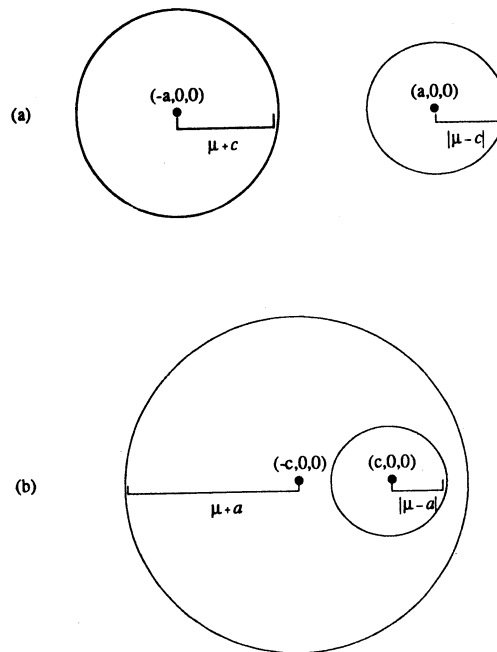 (a)
(-a,0,0)
μ + c
(a,0,0)
|μ - c|
(b)
(-c,0,0)
μ + a
(c,0,0)
|μ - a|